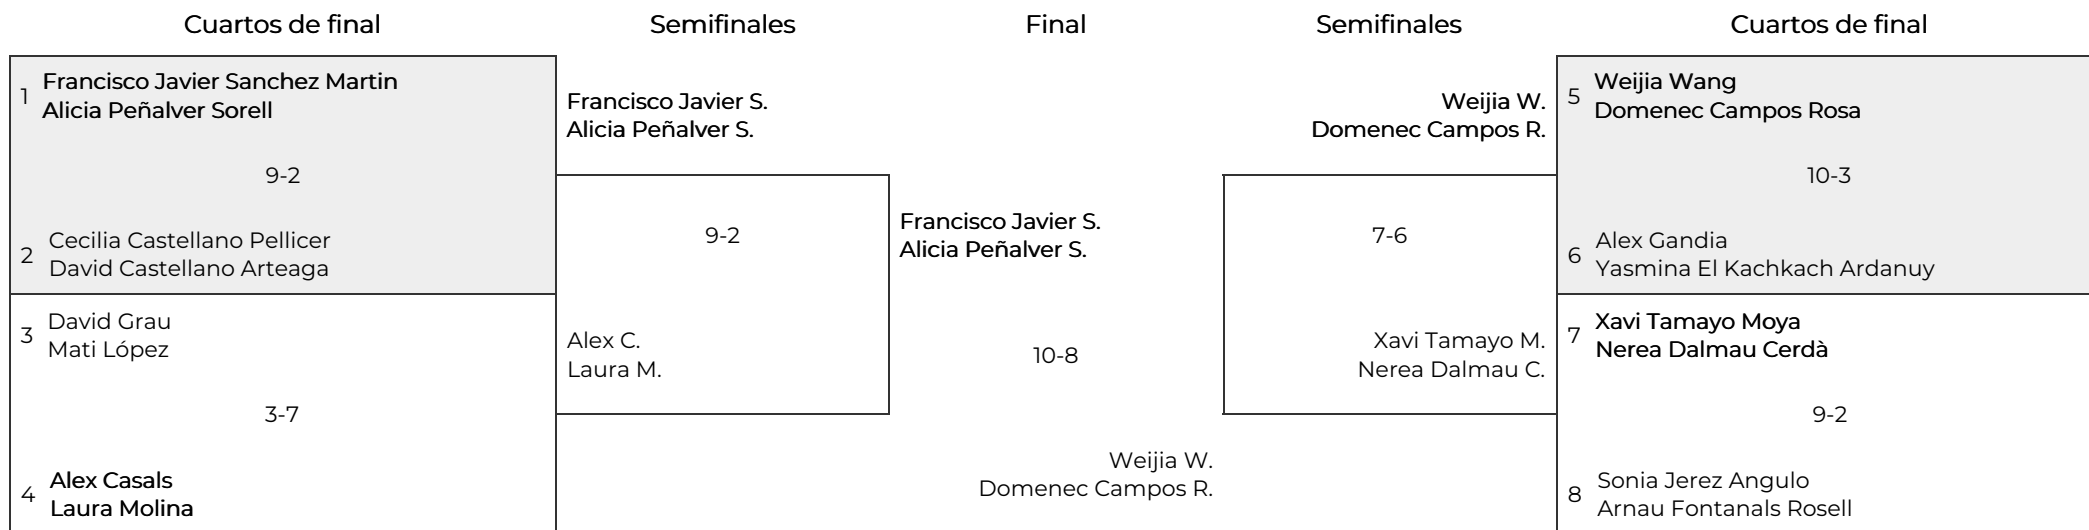 Cuartos de final
Semifinales
Final
Semifinales
Cuartos de final
1
Francisco Javier Sanchez Martin
Alicia Peñalver Sorell
9-2
2
Cecilia Castellano Pellicer
David Castellano Arteaga
3
David Grau
Mati López
3-7
4
Alex Casals
Laura Molina
Francisco Javier S.
Alicia Peñalver S.
9-2
Alex C.
Laura M.
Francisco Javier S.
Alicia Peñalver S.
10-8
Weijia W.
Domenec Campos R.
Weijia W.
Domenec Campos R.
7-6
Xavi Tamayo M.
Nerea Dalmau C.
5
Weijia Wang
Domenec Campos Rosa
10-3
6
Alex Gandia
Yasmina El Kachkach Ardanuy
7
Xavi Tamayo Moya
Nerea Dalmau Cerdà
9-2
8
Sonia Jerez Angulo
Arnau Fontanals Rosell